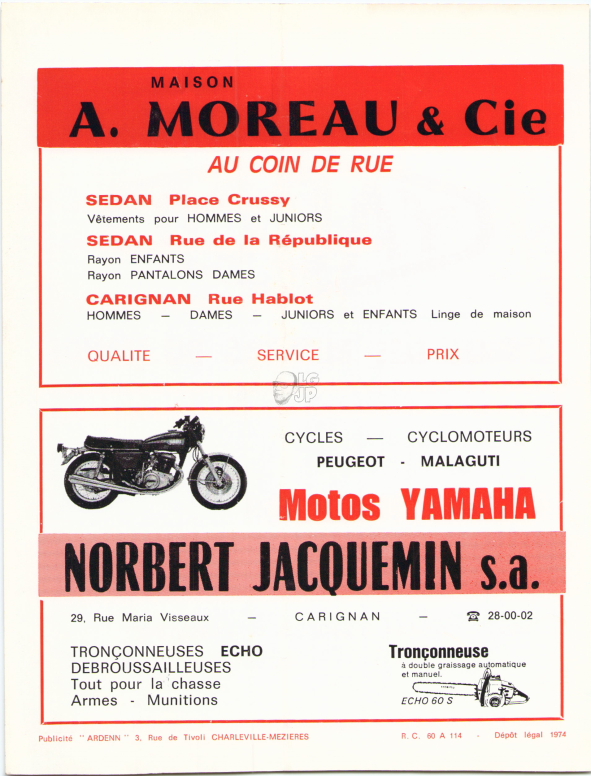 MAISON
A. MOREAU & Cie
AU COIN DE RUE
SEDAN Place Crussy
Vêtements pour HOMMES et JUNIORS
SEDAN Rue de la République
Rayon ENFANTS
Rayon PANTALONS DAMES
CARIGNAN Rue Hablot
HOMMES — DAMES — JUNIORS et ENFANTS Linge de maison
QUALITE — SERVICE — PRIX
LG
JP
CYCLES — CYCLOMOTEURS
PEUGEOT - MALAGUTI
Motos YAMAHA
NORBERT JACQUEMIN s.a.
29, Rue Maria Visseaux — CARIGNAN — ☎ 28-00-02
TRONÇONNEUSES ECHO
DEBROUSSAILLEUSES
Tout pour la chasse
Armes - Munitions
Tronçonneuse
à double graissage automatique
et manuel.
ECHO 60 S
Publicité "ARDENN" 3, Rue de Tivoli CHARLEVILLE-MEZIERES R.C. 60 A 114 - Dépôt légal 1974